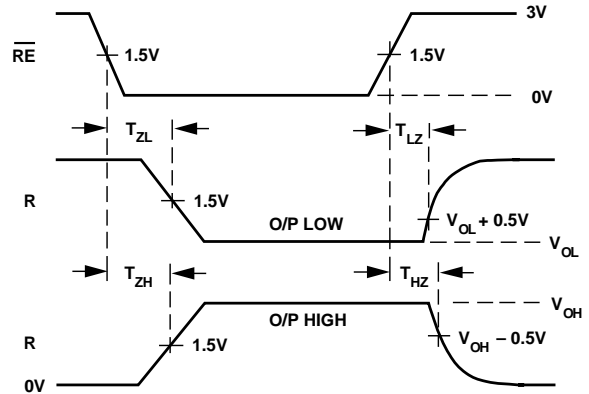 3V
RE
1.5V
1.5V
0V
TZL
TLZ
R
1.5V
O/P LOW
VOL + 0.5V
VOL
TZH
THZ
VOH
O/P HIGH
R
1.5V
VOH – 0.5V
0V